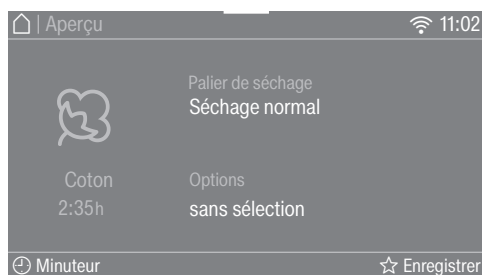 | Aperçu
11:02
Palier de séchage
Séchage normal
Coton
2:35h
Options
sans sélection
Minuteur
Enregistrer